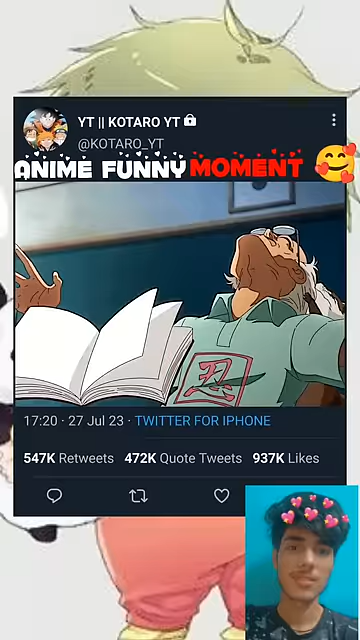 YT || KOTARO YT
@KOTARO_YT
ANIME FUNNY MOMENT
忍
17:20 · 27 Jul 23 · TWITTER FOR IPHONE
547K Retweets 472K Quote Tweets 937K Likes